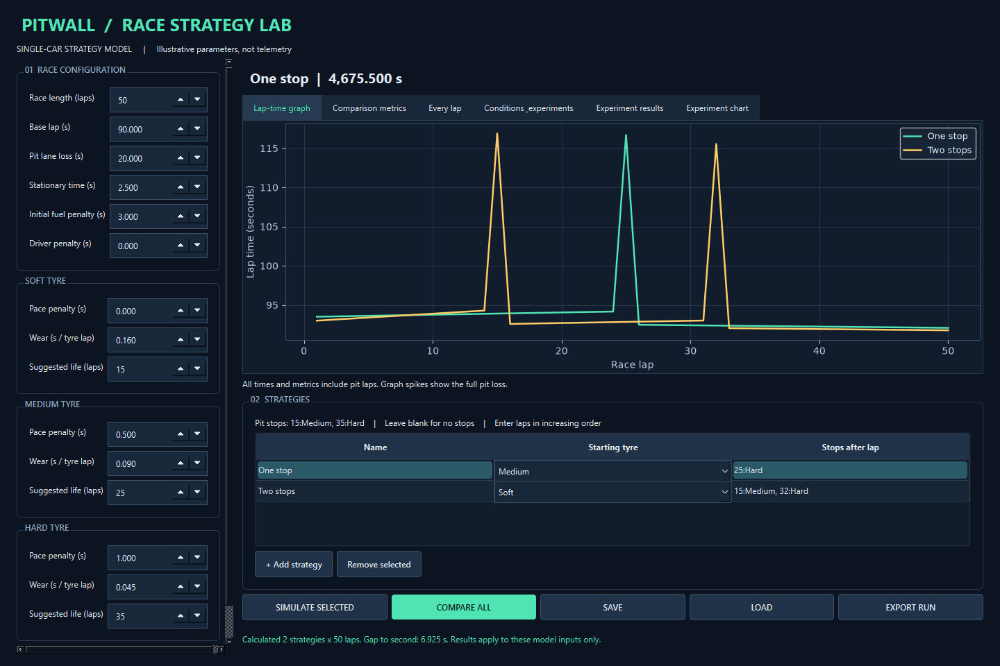 PITWALL / RACE STRATEGY LAB
SINGLE-CAR STRATEGY MODEL | Illustrative parameters, not telemetry
01 RACE CONFIGURATION
Race length (laps) 50
Base lap (s) 90.000
Pit lane loss (s) 20.000
Stationary time (s) 2.500
Initial fuel penalty (s) 3.000
Driver penalty (s) 0.000
SOFT TYRE
Pace penalty (s) 0.000
Wear (s / tyre lap) 0.160
Suggested life (laps) 15
MEDIUM TYRE
Pace penalty (s) 0.500
Wear (s / tyre lap) 0.090
Suggested life (laps) 25
HARD TYRE
Pace penalty (s) 1.000
Wear (s / tyre lap) 0.045
Suggested life (laps) 35
One stop | 4,675.500 s
Lap-time graph Comparison metrics Every lap Conditions_experiments Experiment results Experiment chart
One stop
Two stops
Lap time (seconds)
115
110
105
100
95
0 10 20 30 40 50
Race lap
All times and metrics include pit laps. Graph spikes show the full pit loss.
02 STRATEGIES
Pit stops: 15:Medium, 35:Hard | Leave blank for no stops | Enter laps in increasing order
Name Starting tyre Stops after lap
One stop Medium 25:Hard
Two stops Soft 15:Medium, 32:Hard
+ Add strategy Remove selected
SIMULATE SELECTED COMPARE ALL SAVE LOAD EXPORT RUN
Calculated 2 strategies x 50 laps. Gap to second: 6.925 s. Results apply to these model inputs only.